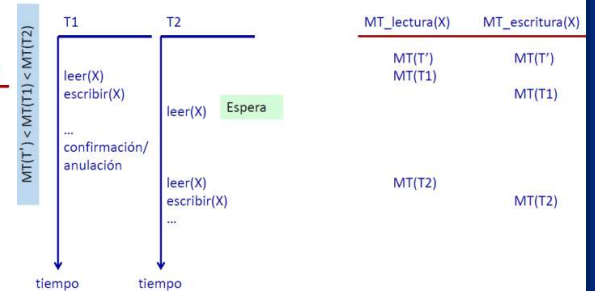 MT(T') < MT(T1) < MT(T2)
T1
T2
MT_lectura(X)
MT_escritura(X)
MT(T')
MT(T')
leer(X)
MT(T1)
escribir(X)
MT(T1)
leer(X)
Espera
...
confirmación/
anulación
leer(X)
MT(T2)
escribir(X)
MT(T2)
...
tiempo
tiempo